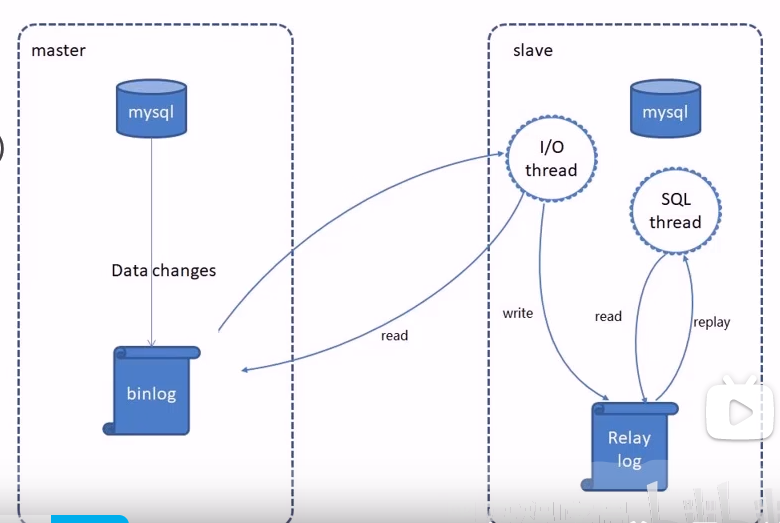 master
slave
mysql
mysql
I/O
thread
SQL
thread
Data changes
write
read
replay
read
binlog
Relay
log